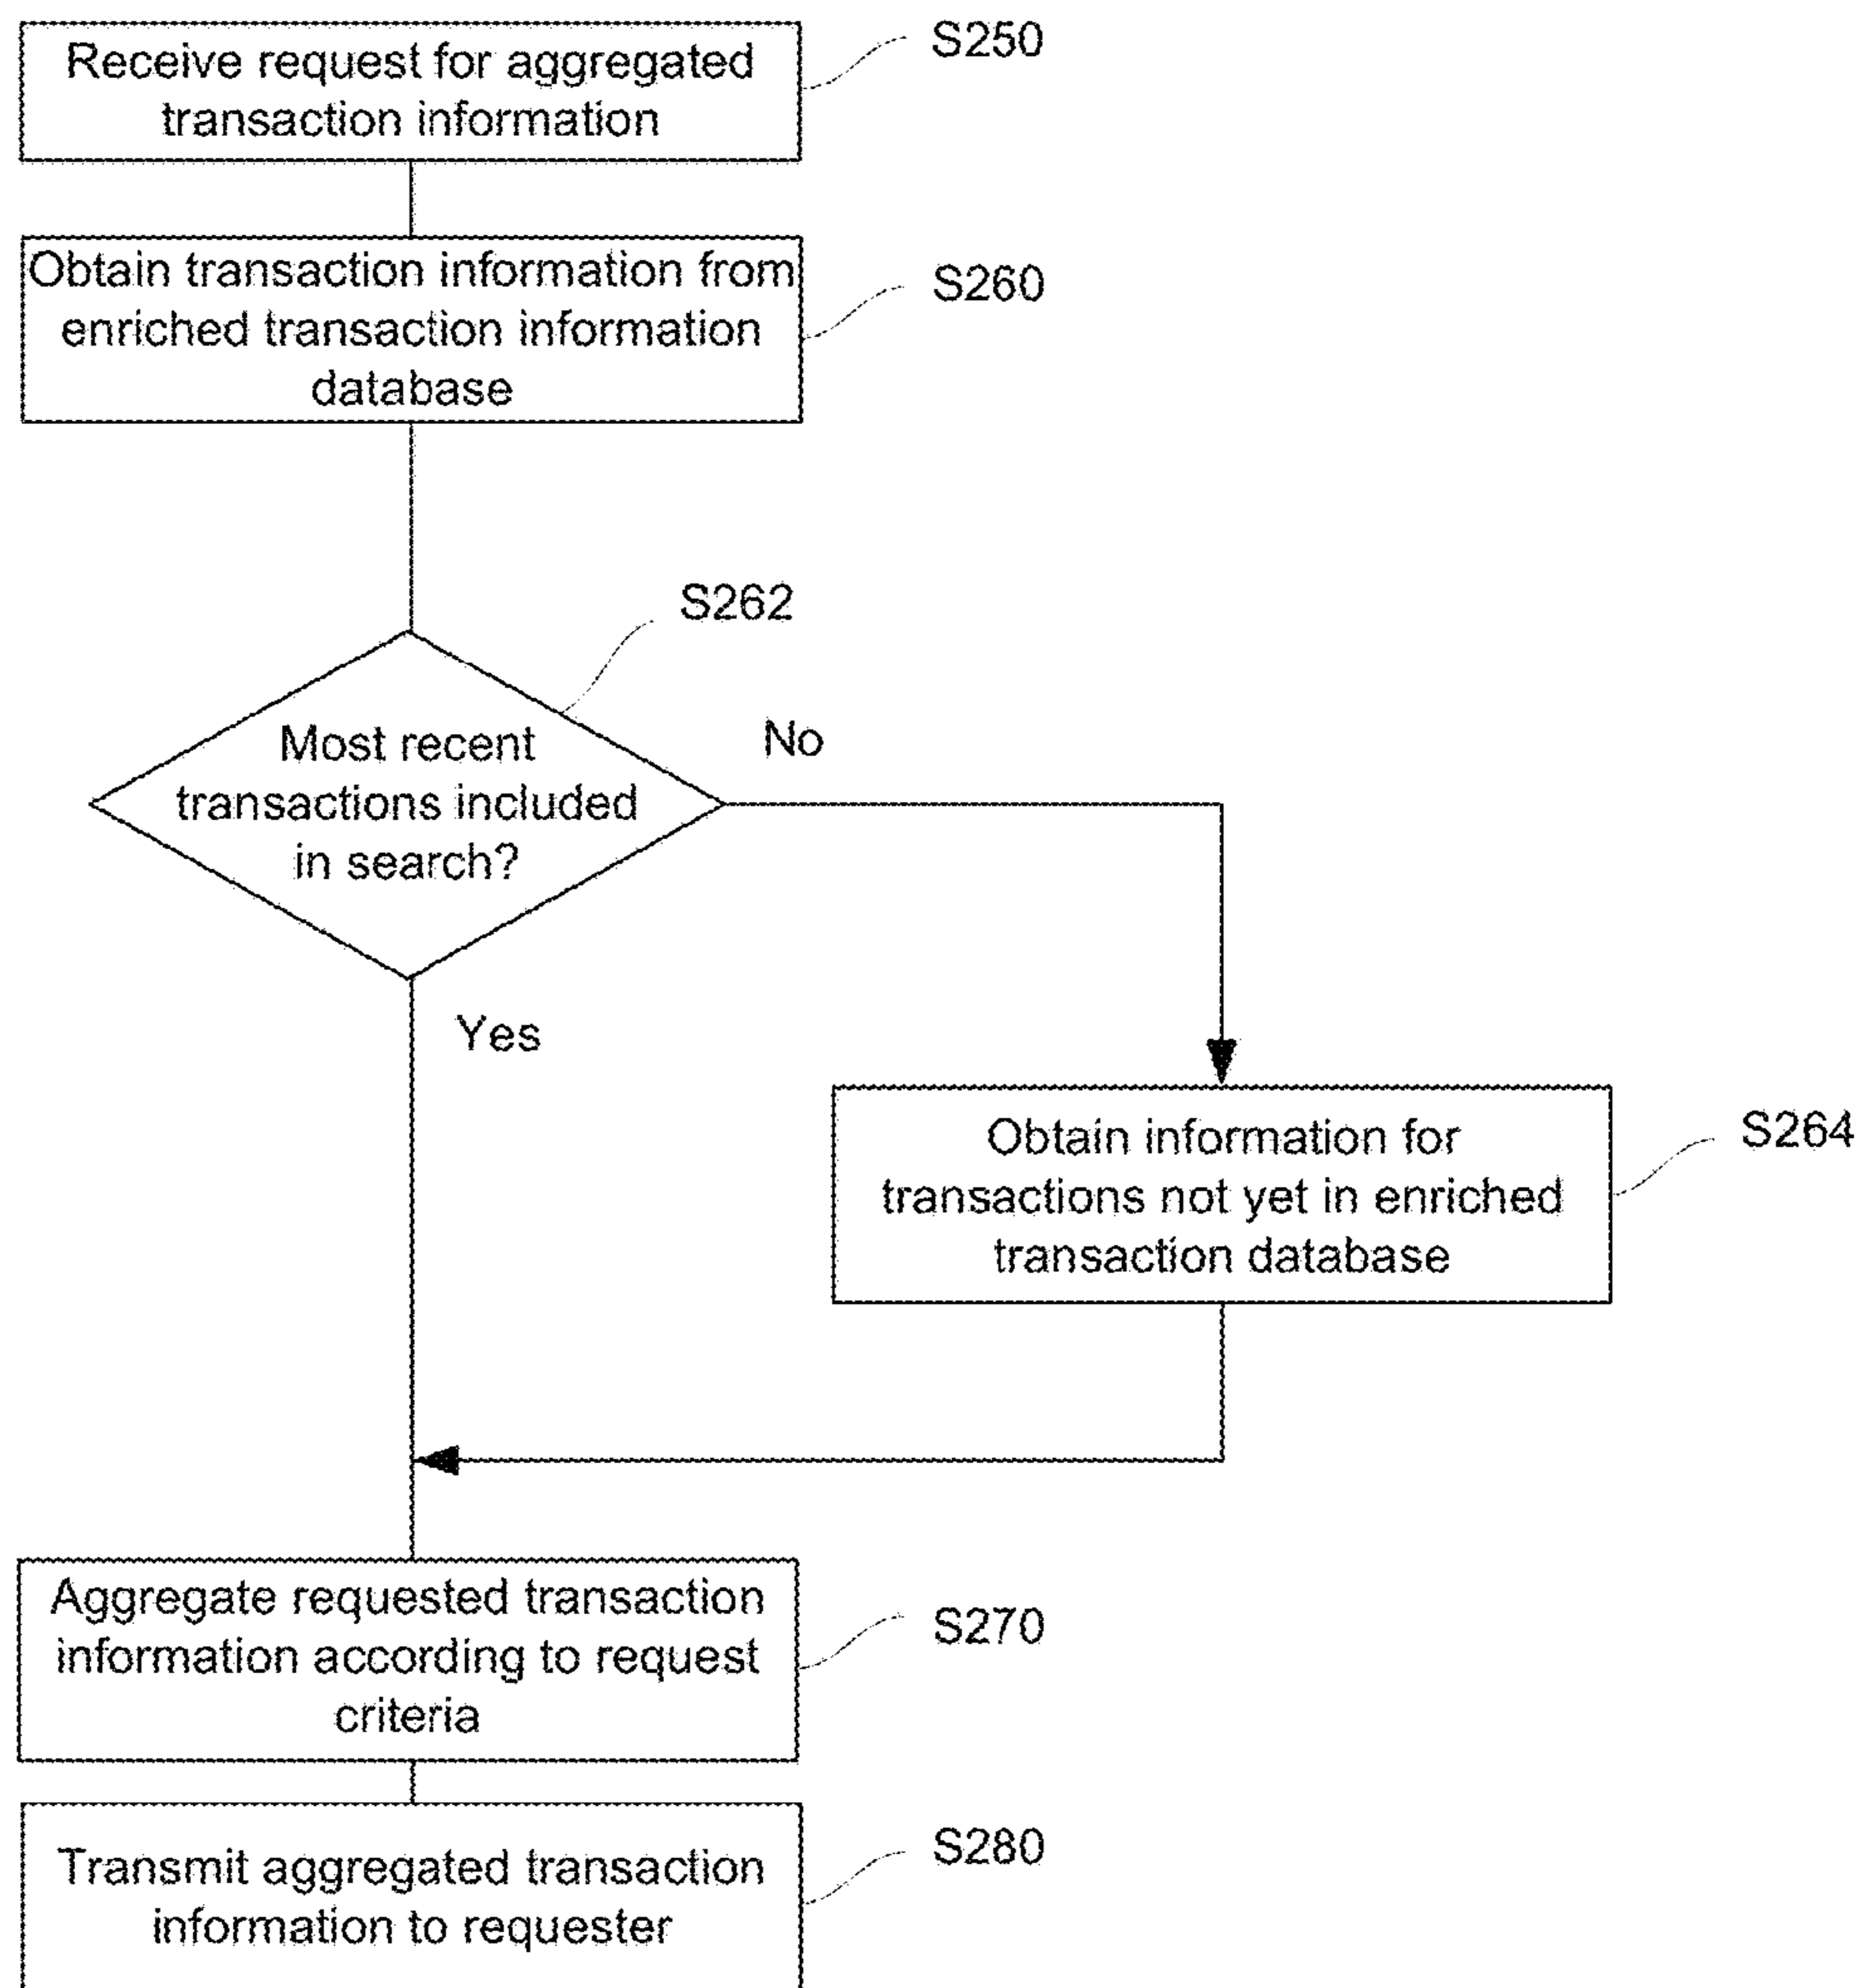 Receive request for aggregated
transaction information
S250
Obtain transaction information from
enriched transaction information
database
S260
S262
Most recent
transactions included
in search?
No
Yes
Obtain information for
transactions not yet in enriched
transaction database
S264
Aggregate requested transaction
information according to request
criteria
S270
Transmit aggregated transaction
information to requester
S280